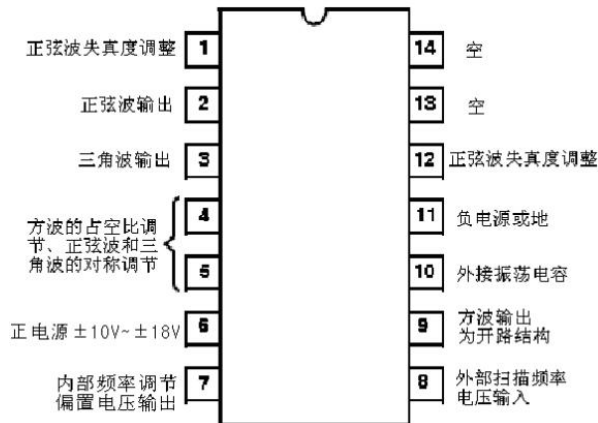 正弦波失真度调整 1
正弦波输出 2
三角波输出 3
方波的占空比调
节、正弦波和三
角波的对称调节
4
5
正电源±10V~±18V 6
内部频率调节
偏置电压输出
7
14 空
13 空
12 正弦波失真度调整
11 负电源或地
10 外接振荡电容
9
方波输出
为开路结构
8
外部扫描频率
电压输入